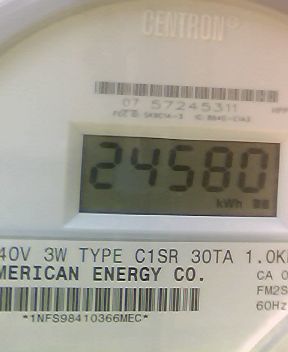 CENTRON®
07 57245311
24580
kWh
40V 3W TYPE C1SR 30TA 1.0K
MERICAN ENERGY CO.
CA 0
FM2S
60Hz
*1NFS98410366MEC*